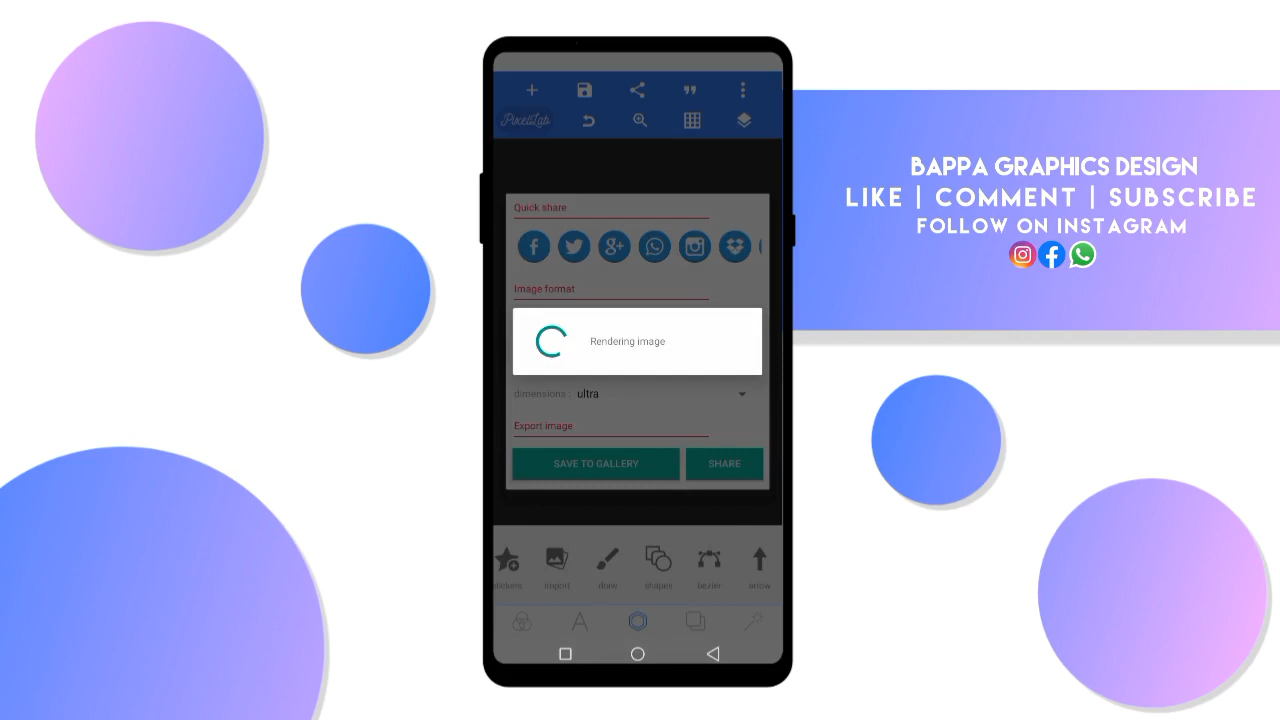 PixelLab
Quick share
Image format
Rendering image
dimensions : ultra
Export image
SAVE TO GALLERY
SHARE
stickers
import
draw
shapes
bezier
arrow
BAPPA GRAPHICS DESIGN
LIKE | COMMENT | SUBSCRIBE
FOLLOW ON INSTAGRAM